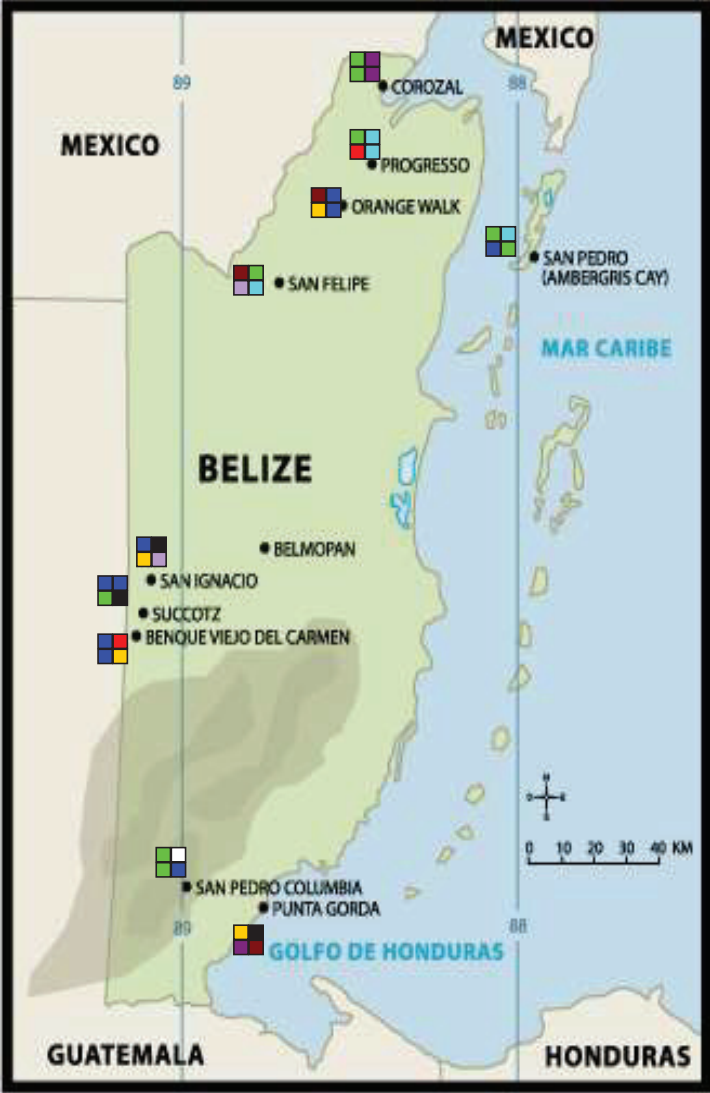 MEXICO
89
88
COROZAL
MEXICO
PROGRESSO
ORANGE WALK
SAN PEDRO
(AMBERGRIS CAY)
SAN FELIPE
MAR CARIBE
BELIZE
BELMOPAN
SAN IGNACIO
SUCCOTZ
BENQUE VIEJO DEL CARMEN
N
O E
S
0 10 20 30 40 KM
SAN PEDRO COLUMBIA
PUNTA GORDA
89
88
GOLFO DE HONDURAS
GUATEMALA
HONDURAS